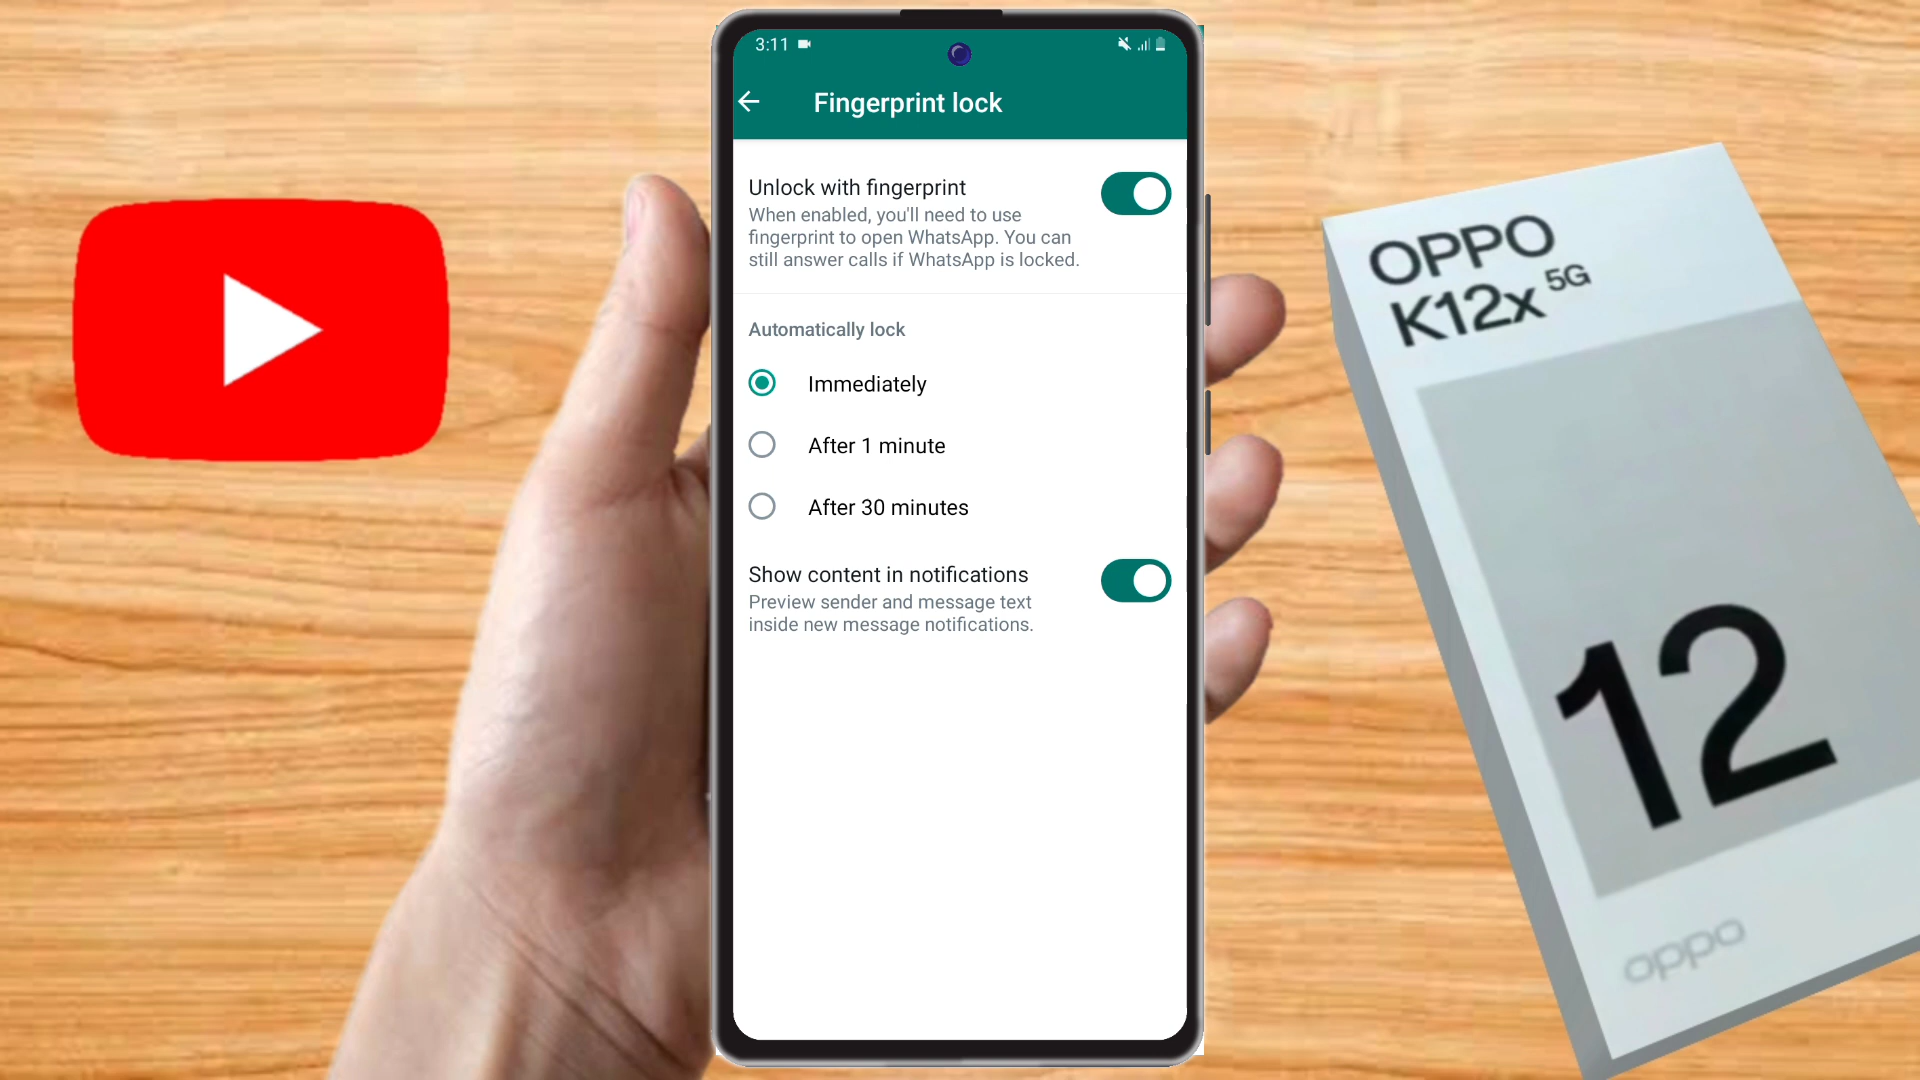 3:11
Fingerprint lock
Unlock with fingerprint
When enabled, you'll need to use
fingerprint to open WhatsApp. You can
still answer calls if WhatsApp is locked.
Automatically lock
Immediately
After 1 minute
After 30 minutes
Show content in notifications
Preview sender and message text
inside new message notifications.
OPPO
K12x 5G
12
oppo